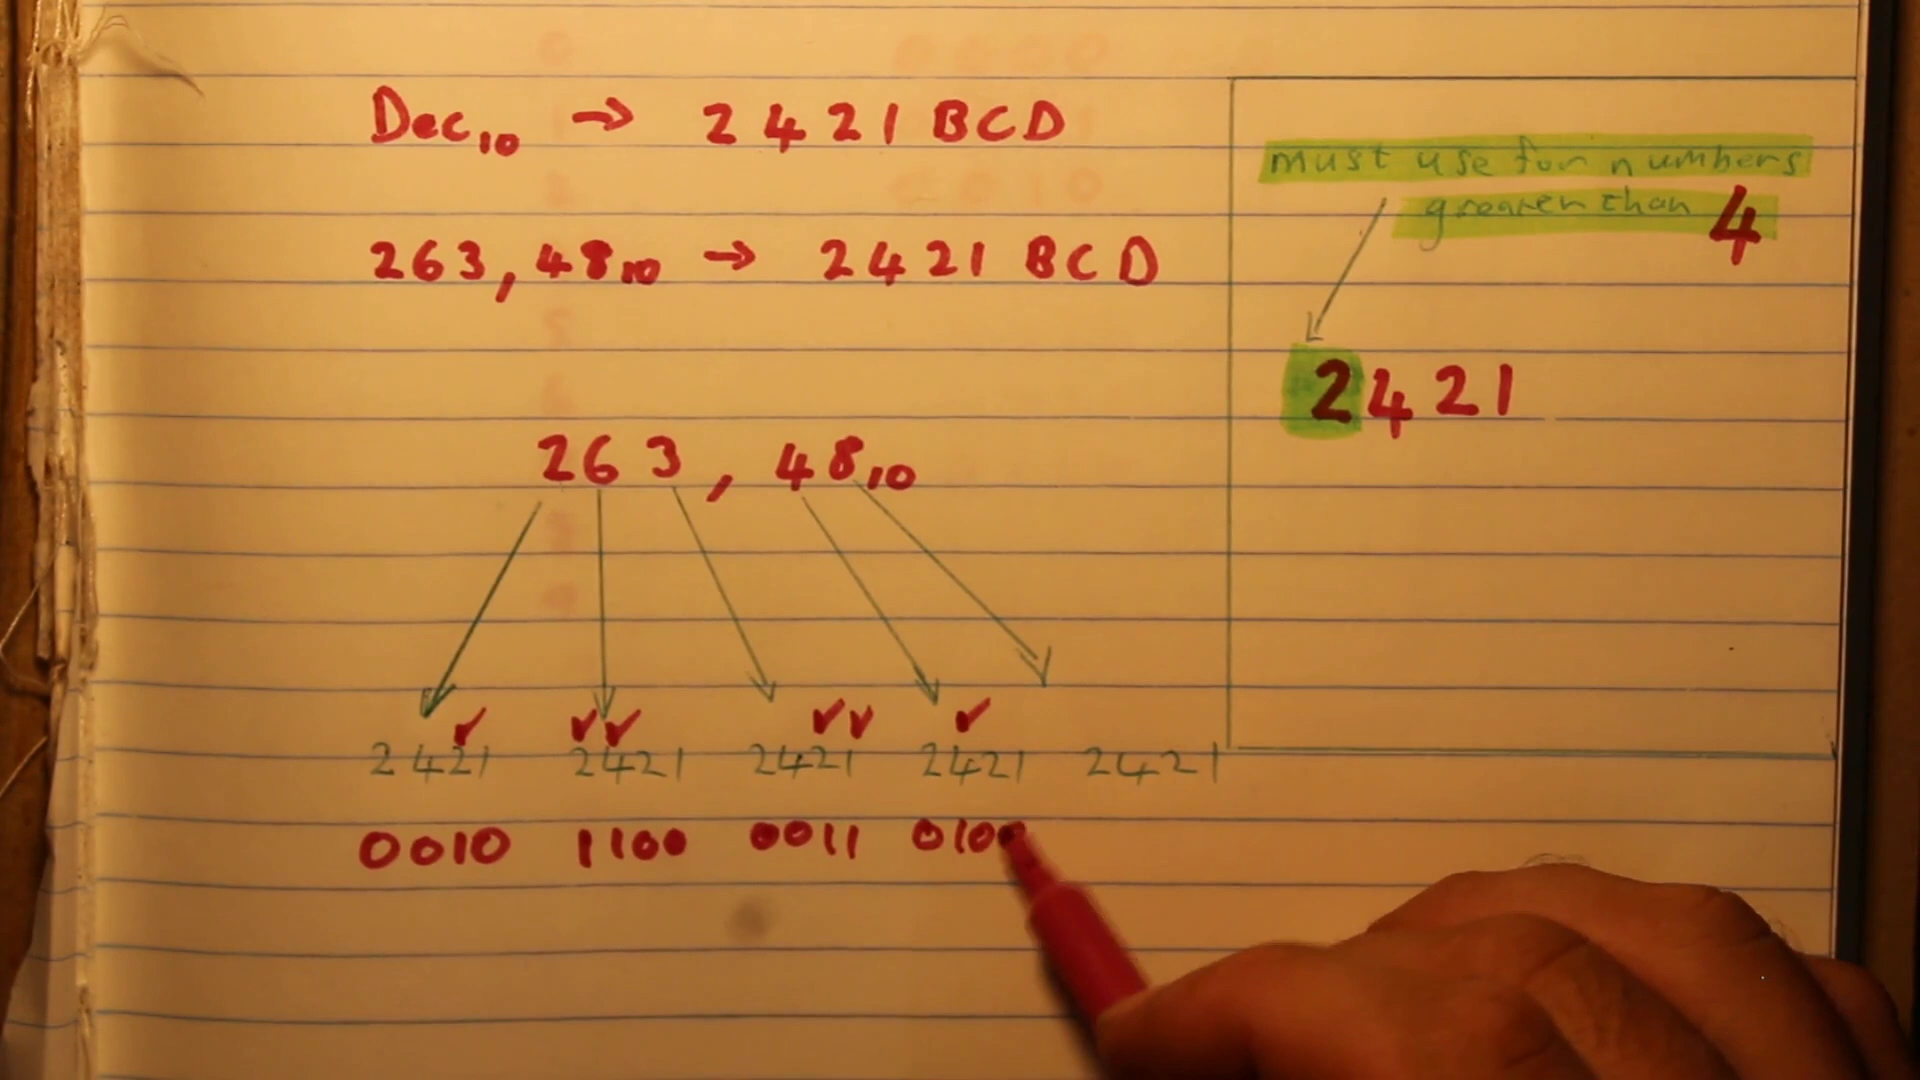 Dec10 → 2421 BCD
263,4810 → 2421 BCD
must use for numbers
greater than 4
2421
263,4810
2421 2421 2421 2421 2421
0010 1100 0011 0100